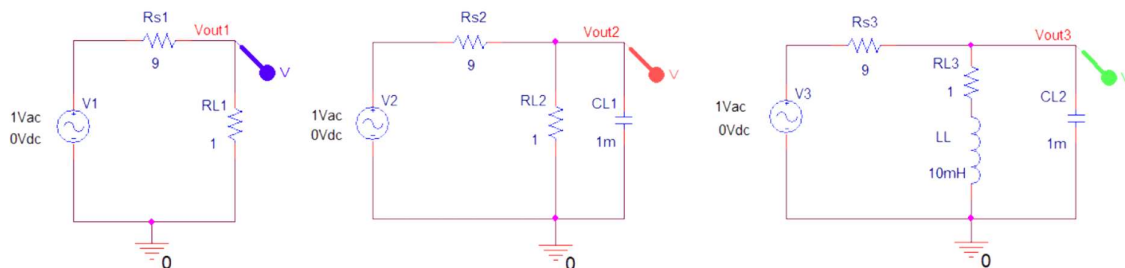 Rs1
Vout1
9
V
V1
1Vac
0Vdc
RL1
1
0
Rs2
Vout2
9
V
V2
1Vac
0Vdc
RL2
1
CL1
1m
0
Rs3
Vout3
9
V3
1Vac
0Vdc
RL3
1
LL
10mH
CL2
1m
0